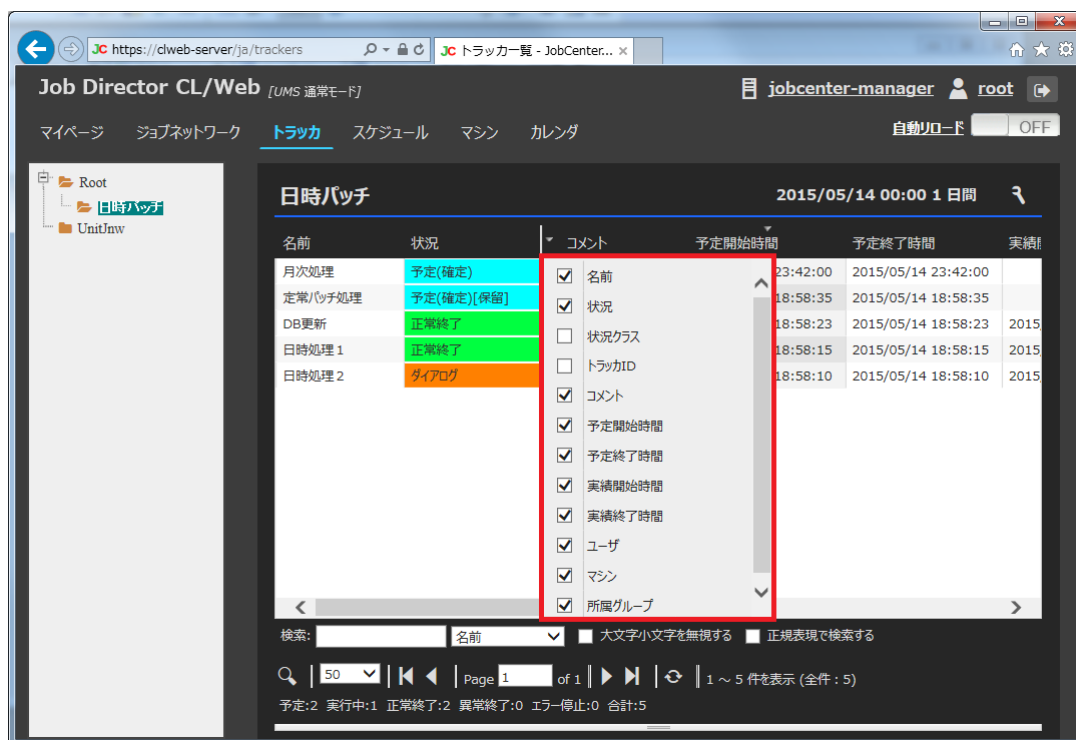 JC https://clweb-server/ja/trackers
JC トラッカ一覧 - JobCenter... ×
Job Director CL/Web [UMS 通常モード]
jobcenter-manager root
マイページ ジョブネットワーク トラッカ スケジュール マシン カレンダ
自動リロード OFF
Root
日時バッチ
UnitJnw
日時バッチ 2015/05/14 00:00 1 日間
名前 状況 コメント 予定開始時間 予定終了時間
月次処理 予定(確定) 23:42:00 2015/05/14 23:42:00
定常バッチ処理 予定(確定)[保留] 18:58:35 2015/05/14 18:58:35
DB更新 正常終了 18:58:23 2015/05/14 18:58:23 2015
日時処理1 正常終了 18:58:15 2015/05/14 18:58:15 2015
日時処理2 ダイアログ 18:58:10 2015/05/14 18:58:10 2015
名前
状況
状況クラス
トラッカID
コメント
予定開始時間
予定終了時間
実績開始時間
実績終了時間
ユーザ
マシン
所属グループ
検索: 名前 大文字小文字を無視する 正規表現で検索する
50 Page 1 of 1 1 ~ 5 件を表示 (全件 : 5)
予定:2 実行中:1 正常終了:2 異常終了:0 エラー停止:0 合計:5